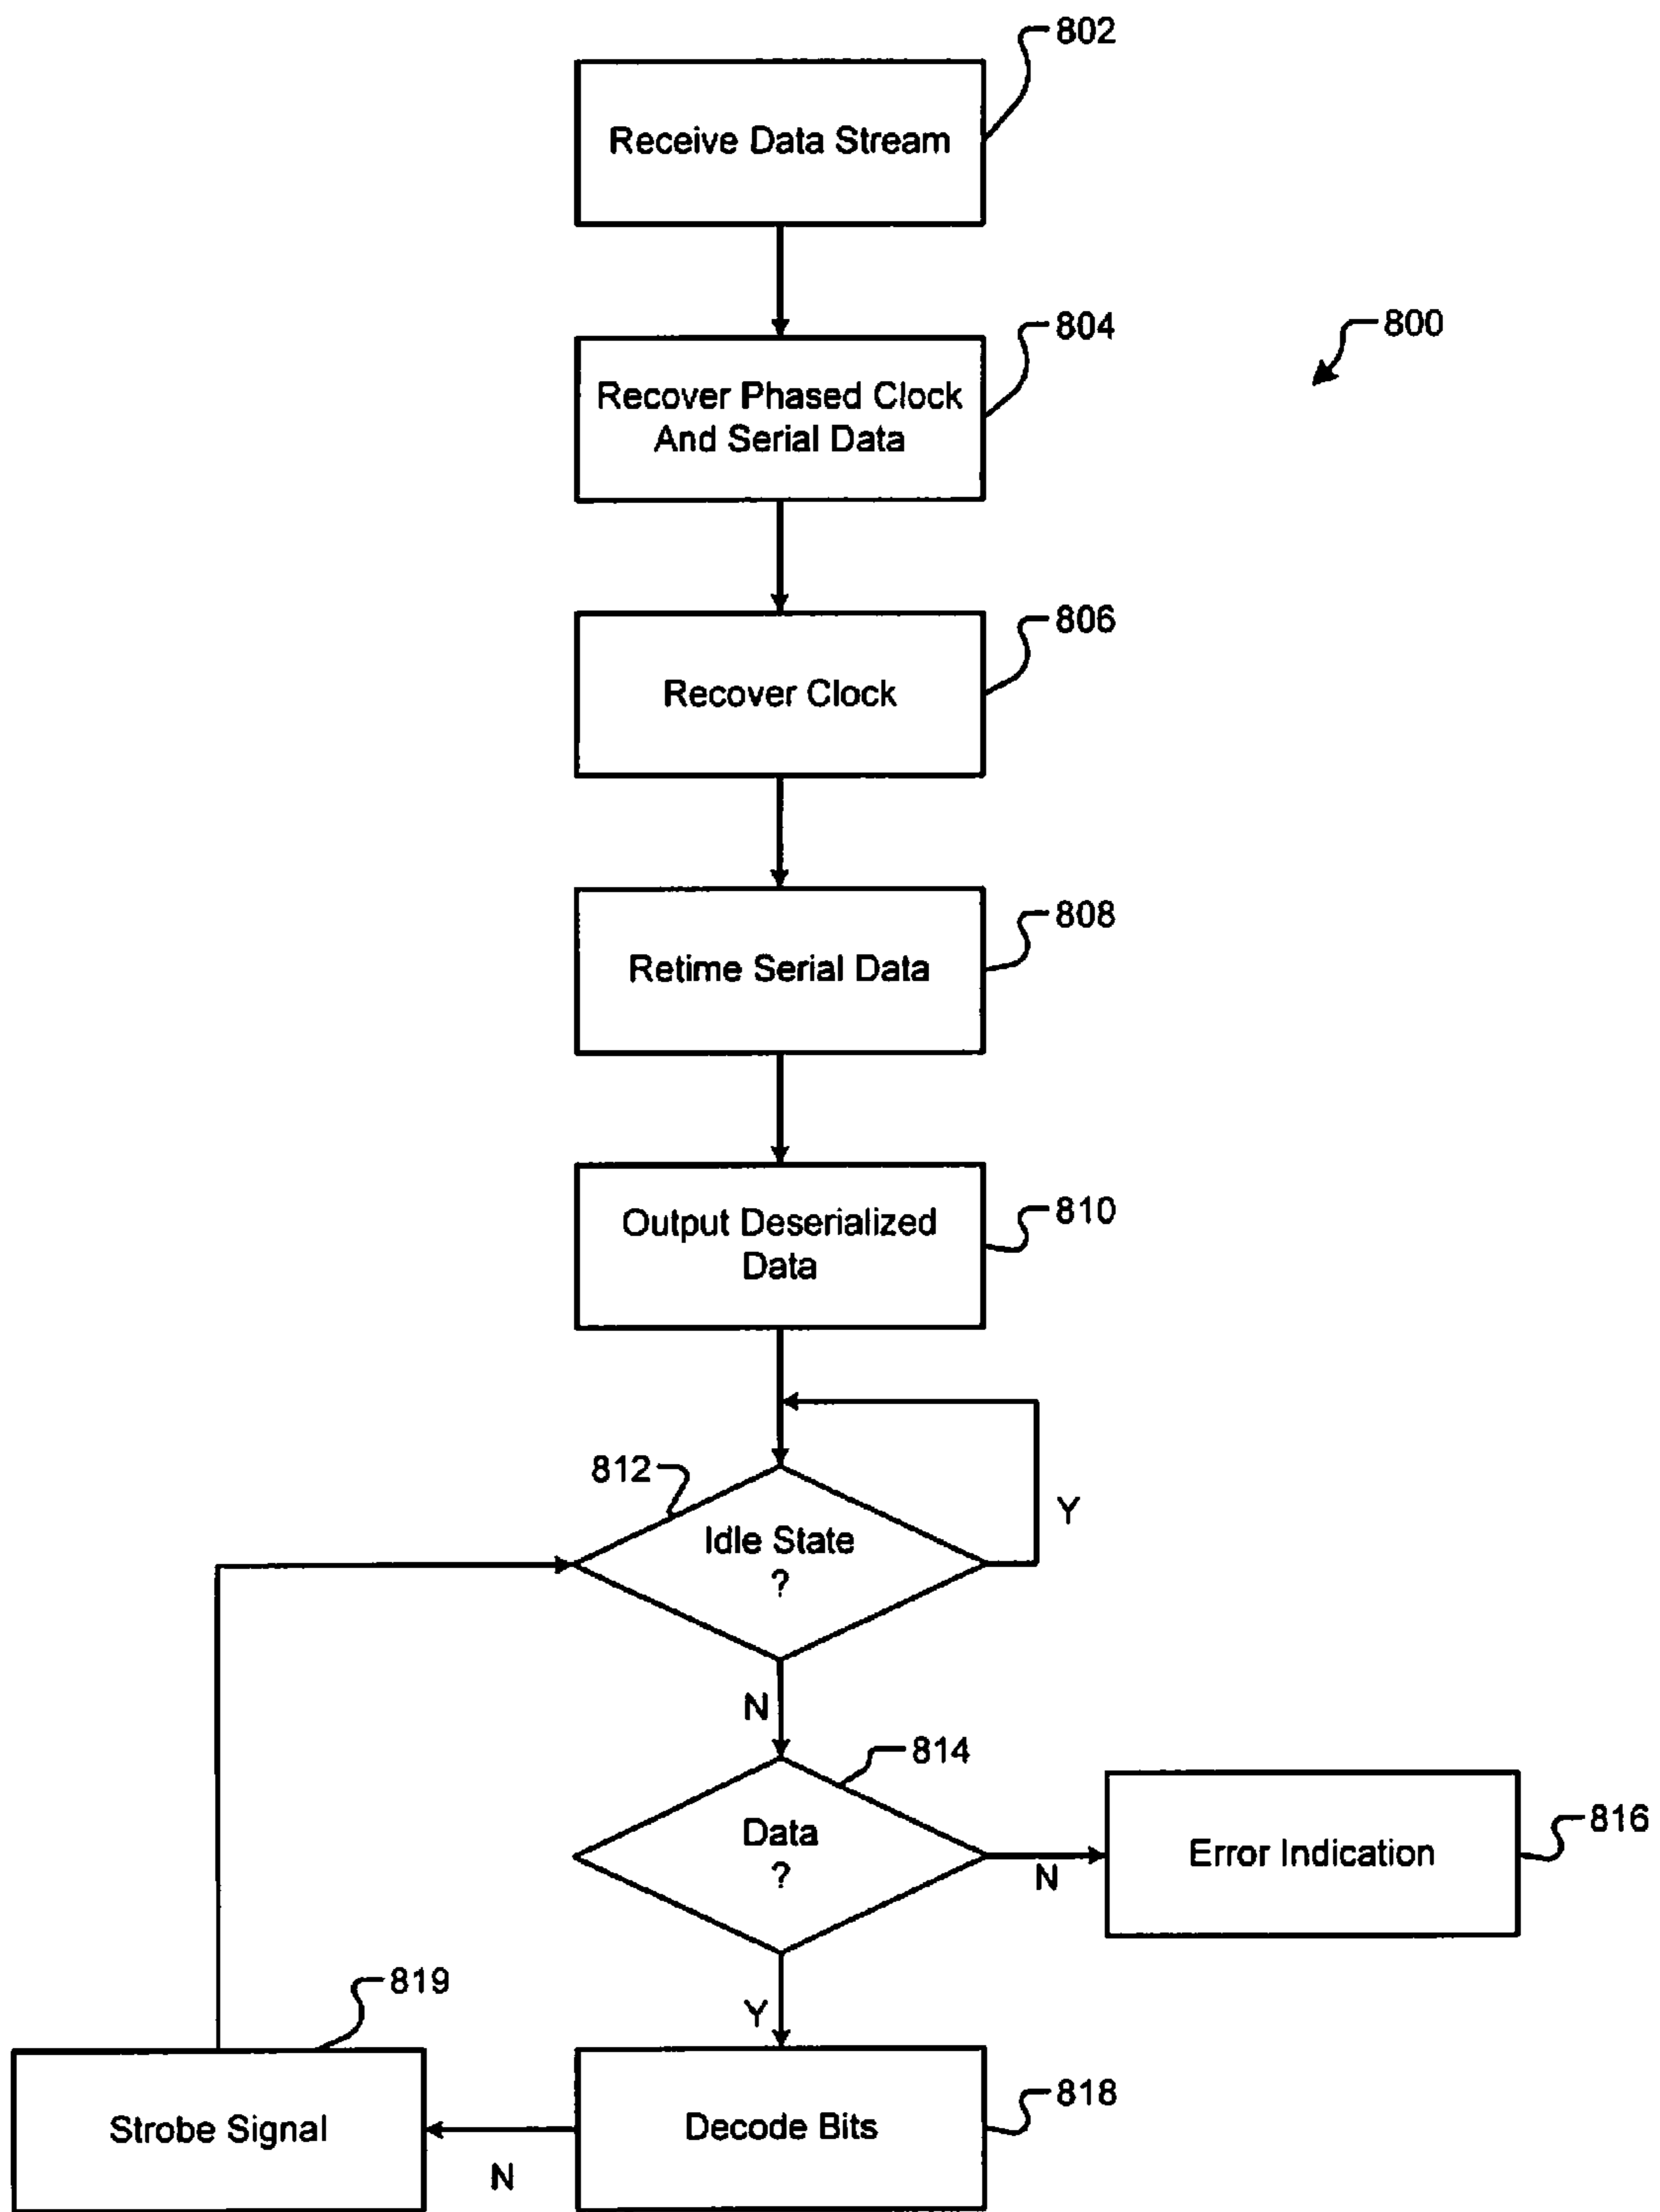 802
Receive Data Stream
804
800
Recover Phased Clock
And Serial Data
806
Recover Clock
808
Retime Serial Data
810
Output Deserialized
Data
812
Y
Idle State
?
N
814
Data
?
816
Error Indication
N
819
Y
818
Strobe Signal
Decode Bits
N